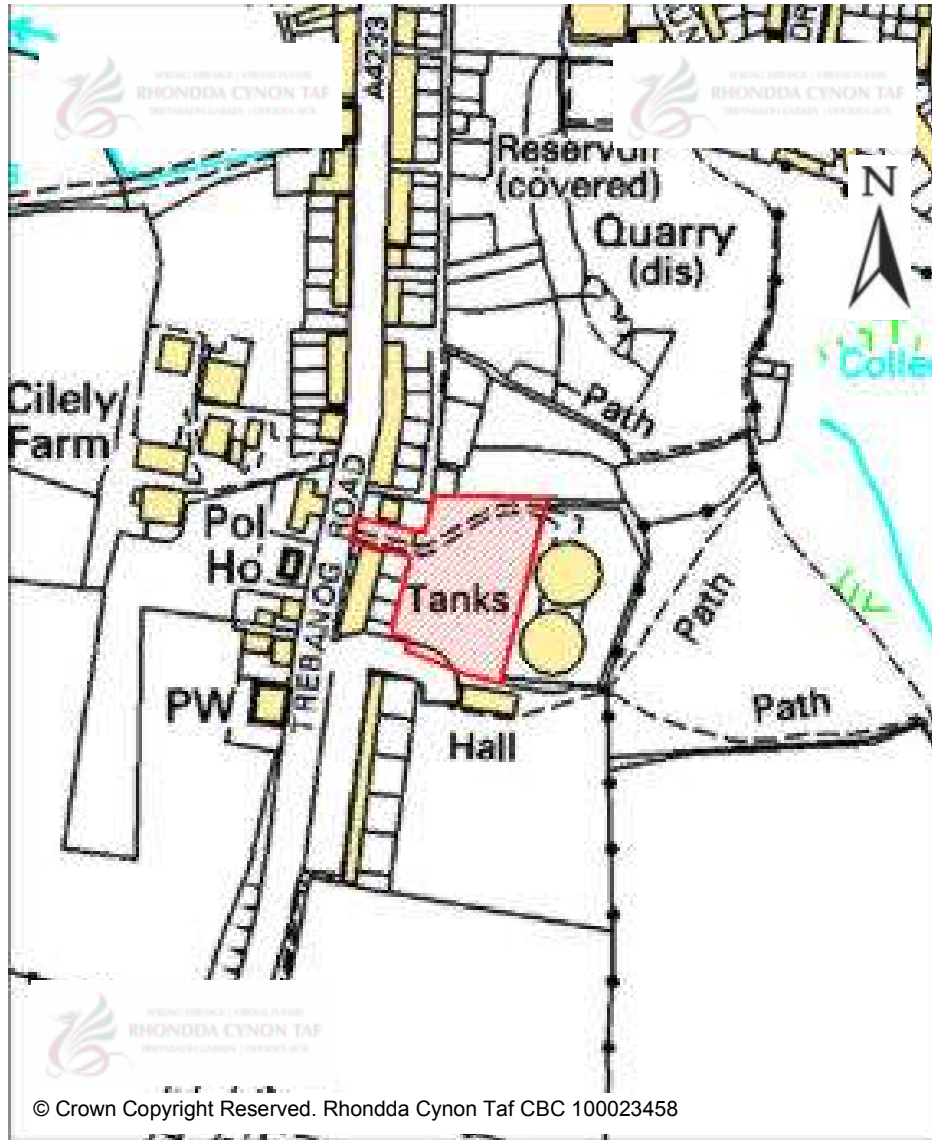 A4233
RHONDDA CYNON TAF
RHONDDA CYNON TAF
Reservoir
(covered)
N
Quarry
(dis)
Path
Cilely
Farm
TREBANOG ROAD
Pol
Ho
Tanks
Path
PW
Path
Hall
RHONDDA CYNON TAF
© Crown Copyright Reserved. Rhondda Cynon Taf CBC 100023458